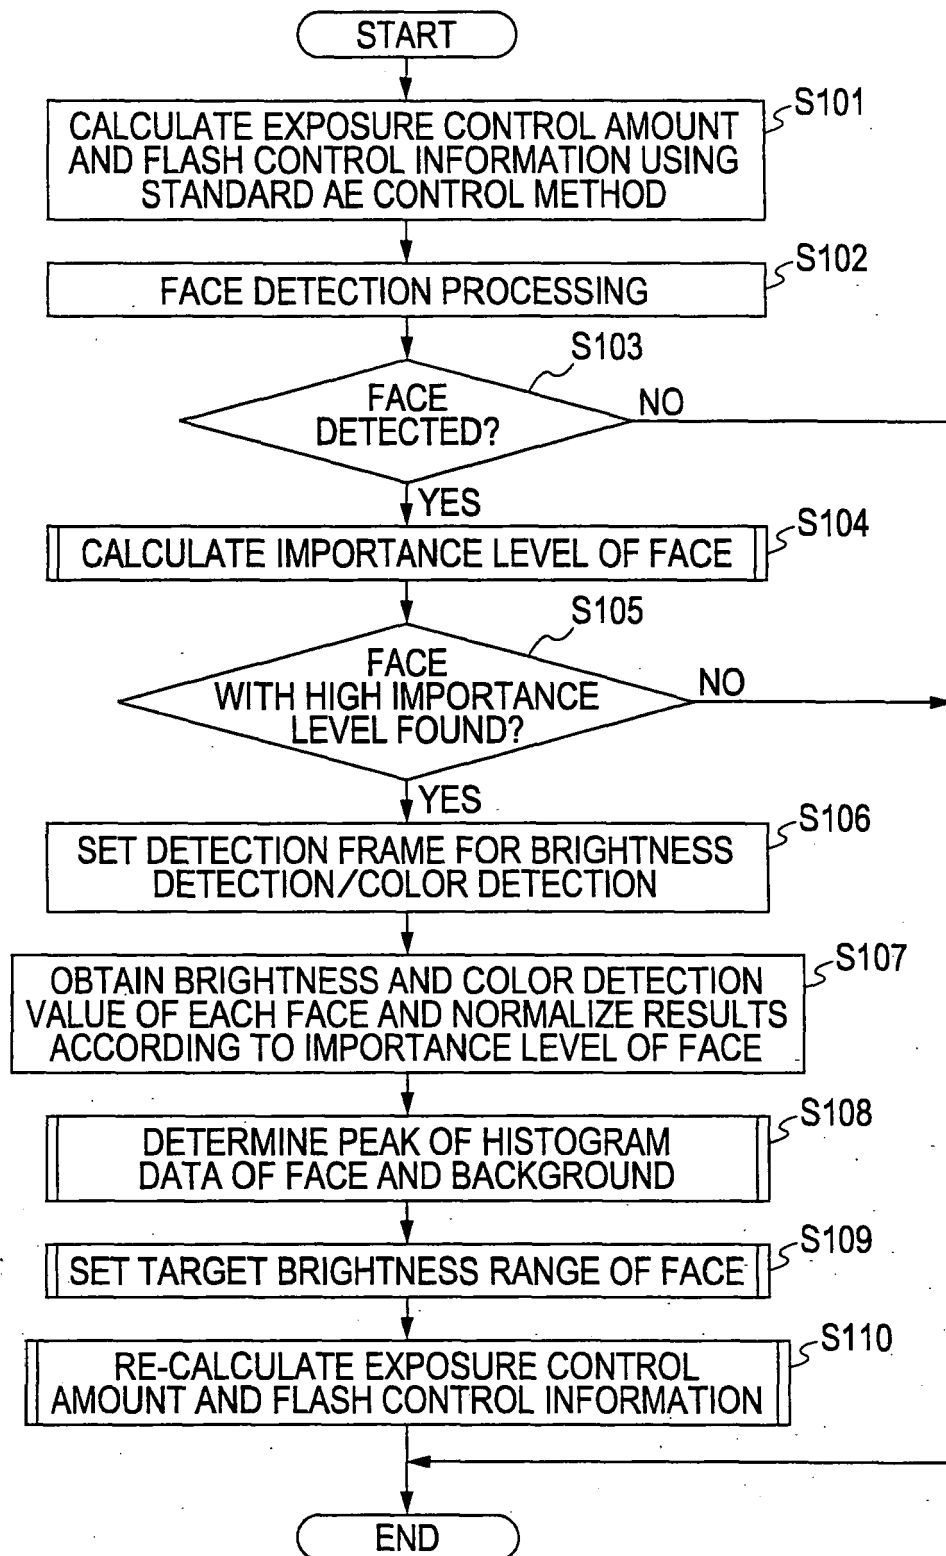 START
S101
CALCULATE EXPOSURE CONTROL AMOUNT
AND FLASH CONTROL INFORMATION USING
STANDARD AE CONTROL METHOD
S102
FACE DETECTION PROCESSING
S103
FACE
DETECTED?
NO
YES
S104
CALCULATE IMPORTANCE LEVEL OF FACE
S105
FACE
WITH HIGH IMPORTANCE
LEVEL FOUND?
NO
YES
S106
SET DETECTION FRAME FOR BRIGHTNESS
DETECTION/COLOR DETECTION
S107
OBTAIN BRIGHTNESS AND COLOR DETECTION
VALUE OF EACH FACE AND NORMALIZE RESULTS
ACCORDING TO IMPORTANCE LEVEL OF FACE
S108
DETERMINE PEAK OF HISTOGRAM
DATA OF FACE AND BACKGROUND
S109
SET TARGET BRIGHTNESS RANGE OF FACE
S110
RE-CALCULATE EXPOSURE CONTROL
AMOUNT AND FLASH CONTROL INFORMATION
END